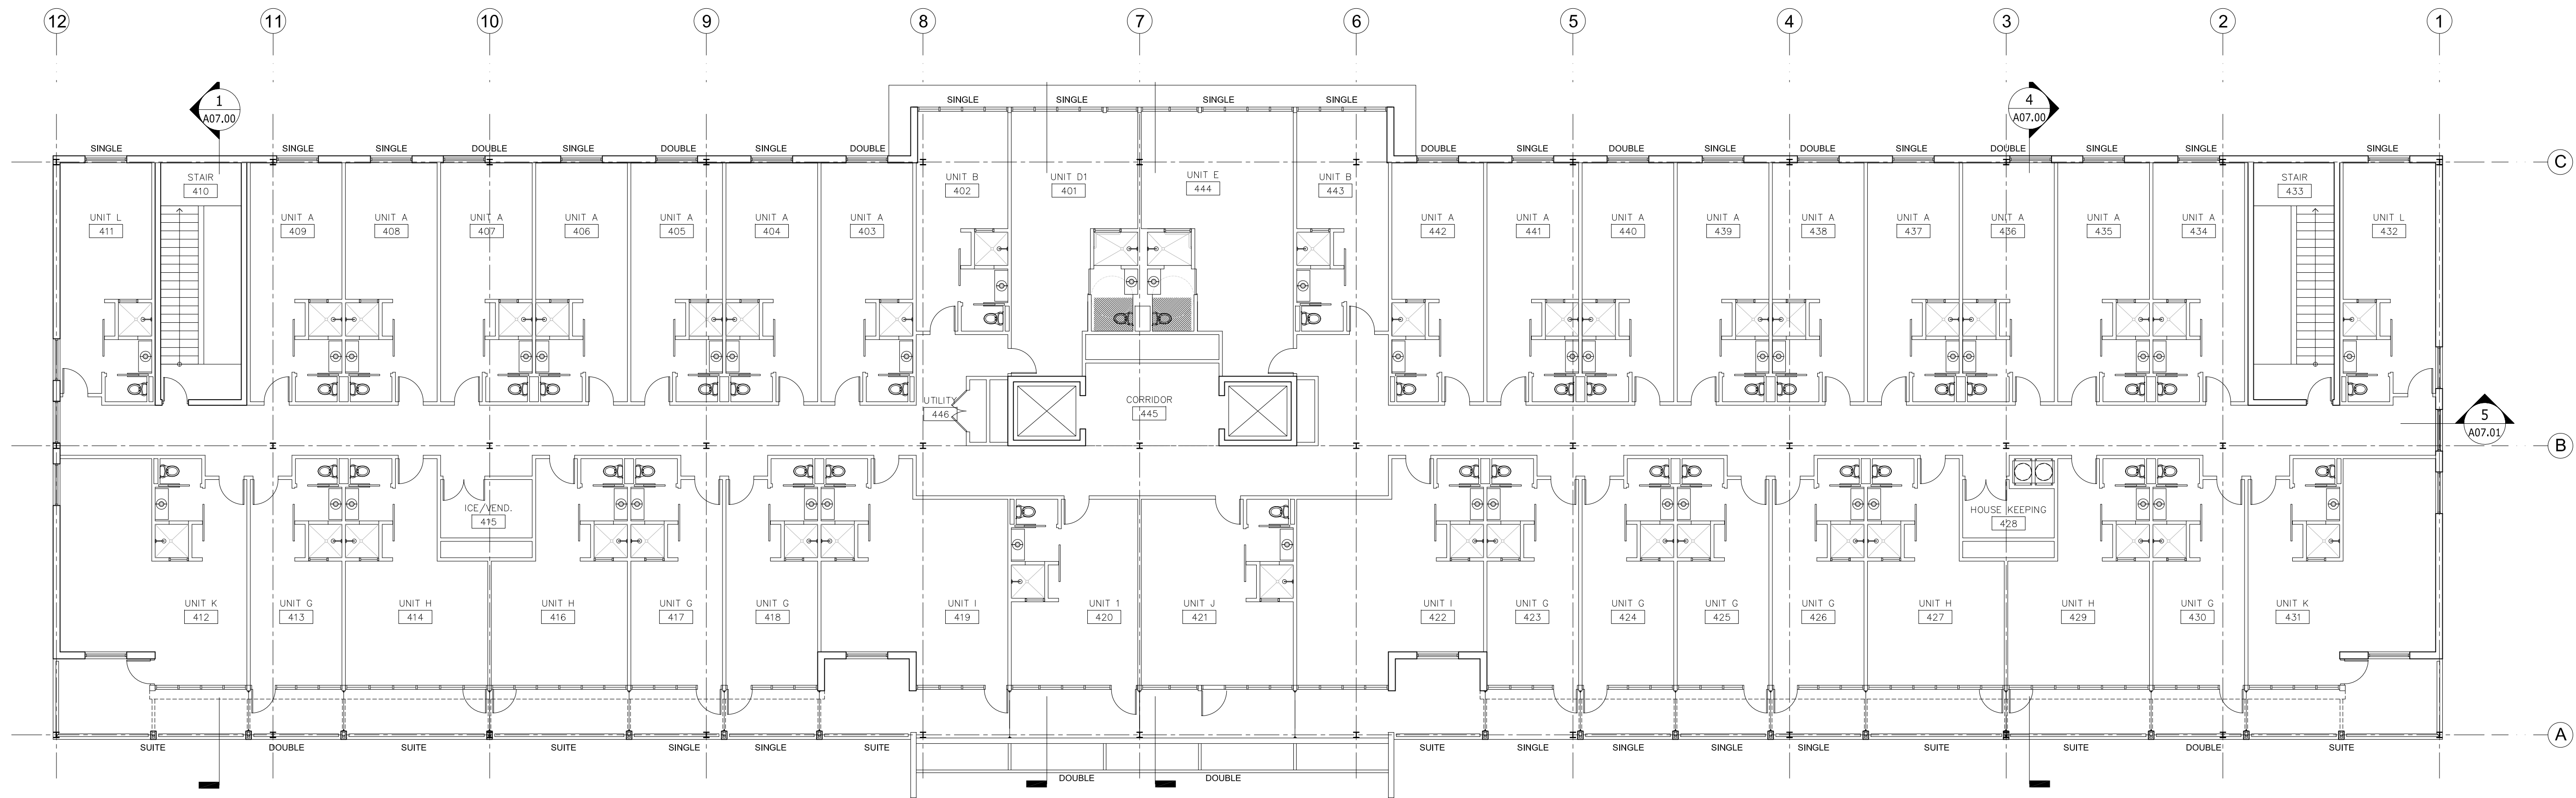 12 11 10 9 8 7 6 5 4 3 2 1
1
A07.00
4
A07.00
SINGLE SINGLE SINGLE SINGLE
SINGLE SINGLE SINGLE DOUBLE SINGLE DOUBLE SINGLE DOUBLE DOUBLE SINGLE DOUBLE SINGLE DOUBLE SINGLE DOUBLE SINGLE SINGLE SINGLE
C
STAIR
410
UNIT B
402
UNIT D1
401
UNIT E
444
UNIT B
443
STAIR
433
UNIT L
411
UNIT A
409
UNIT A
408
UNIT A
407
UNIT A
406
UNIT A
405
UNIT A
404
UNIT A
403
UNIT A
442
UNIT A
441
UNIT A
440
UNIT A
439
UNIT A
438
UNIT A
437
UNIT A
436
UNIT A
435
UNIT A
434
UNIT L
432
UTILITY
446
CORRIDOR
445
5
A07.01
B
ICE/VEND.
415
HOUSE KEEPING
428
UNIT K
412
UNIT G
413
UNIT H
414
UNIT H
416
UNIT G
417
UNIT G
418
UNIT I
419
UNIT 1
420
UNIT J
421
UNIT I
422
UNIT G
423
UNIT G
424
UNIT G
425
UNIT G
426
UNIT H
427
UNIT H
429
UNIT G
430
UNIT K
431
A
SUITE DOUBLE SUITE SUITE SINGLE SINGLE SUITE SUITE SINGLE SINGLE SINGLE SINGLE SUITE SUITE DOUBLE SUITE
DOUBLE DOUBLE